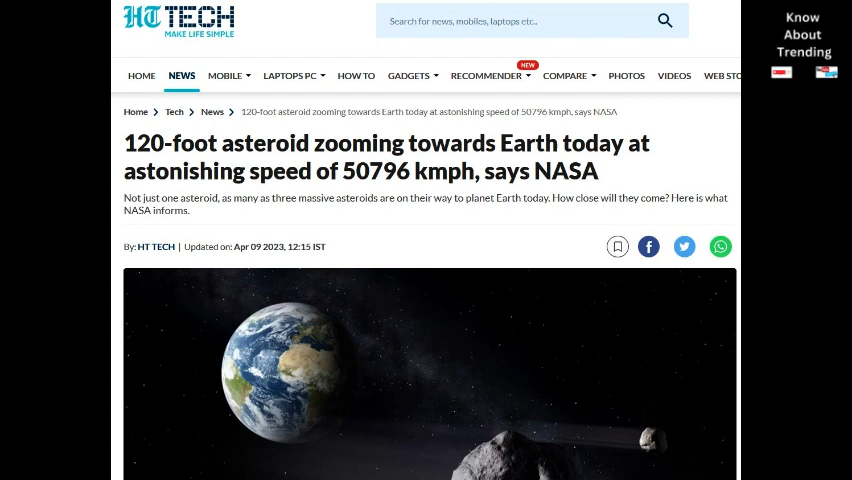 HT TECH
MAKE LIFE SIMPLE
Search for news, mobiles, laptops etc..
Know
About
Trending
NEW
HOME NEWS MOBILE LAPTOPS PC HOW TO GADGETS RECOMMENDER COMPARE PHOTOS VIDEOS WEB STO
Home Tech News 120-foot asteroid zooming towards Earth today at astonishing speed of 50796 kmph, says NASA
120-foot asteroid zooming towards Earth today at
astonishing speed of 50796 kmph, says NASA
Not just one asteroid, as many as three massive asteroids are on their way to planet Earth today. How close will they come? Here is what
NASA informs.
By: HT TECH | Updated on: Apr 09 2023, 12:15 IST